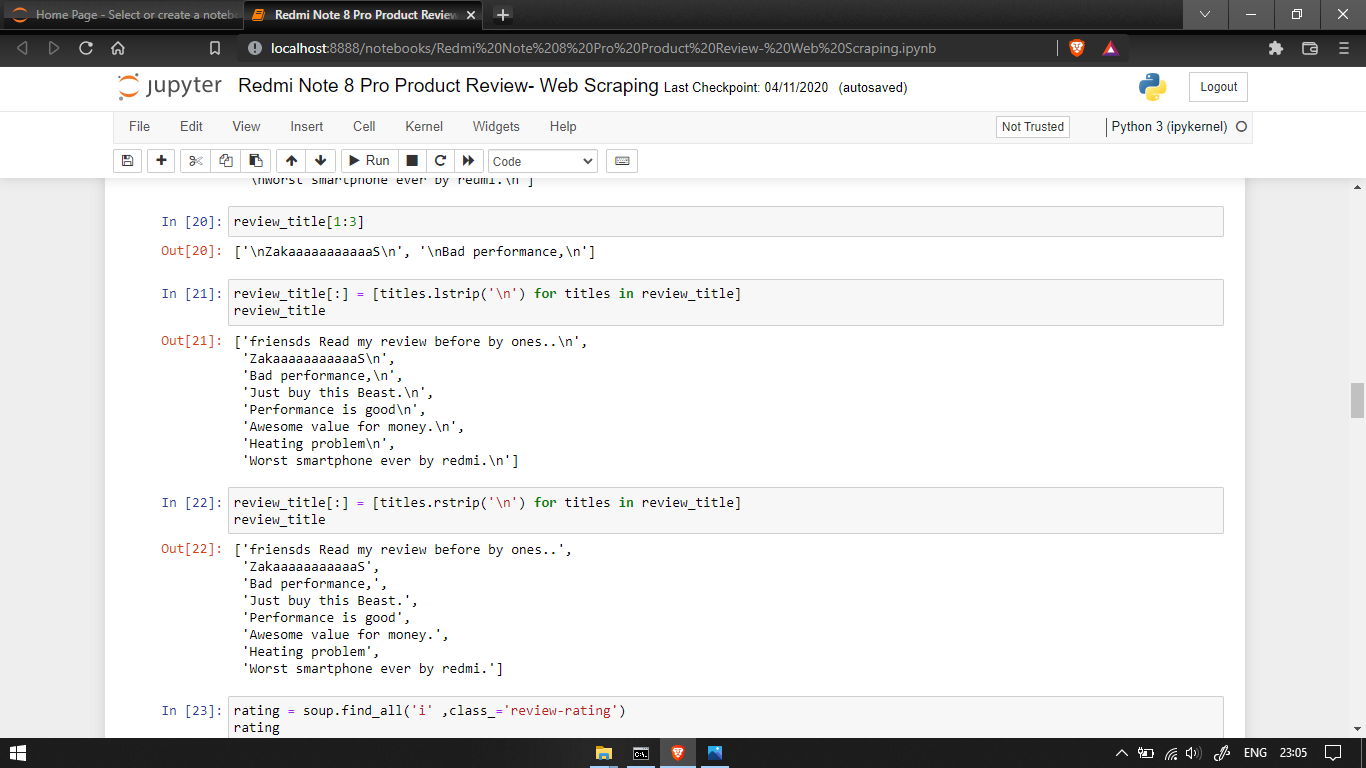 Home Page - Select or create a noteb
Redmi Note 8 Pro Product Review
localhost:8888/notebooks/Redmi%20Note%208%20Pro%20Product%20Review-%20Web%20Scraping.ipynb
jupyter Redmi Note 8 Pro Product Review- Web Scraping Last Checkpoint: 04/11/2020 (autosaved)
Logout
File Edit View Insert Cell Kernel Widgets Help
Not Trusted
Python 3 (ipykernel)
Run
Code
'\nWorst smartphone ever by redmi.\n']
In [20]: review_title[1:3]
Out[20]: ['\nZakaaaaaaaaaaaS\n', '\nBad performance,\n']
In [21]: review_title[:] = [titles.lstrip('\n') for titles in review_title]
review_title
Out[21]: ['friensds Read my review before by ones..\n',
'ZakaaaaaaaaaaaS\n',
'Bad performance,\n',
'Just buy this Beast.\n',
'Performance is good\n',
'Awesome value for money.\n',
'Heating problem\n',
'Worst smartphone ever by redmi.\n']
In [22]: review_title[:] = [titles.rstrip('\n') for titles in review_title]
review_title
Out[22]: ['friensds Read my review before by ones..',
'ZakaaaaaaaaaaaS',
'Bad performance,',
'Just buy this Beast.',
'Performance is good',
'Awesome value for money.',
'Heating problem',
'Worst smartphone ever by redmi.']
In [23]: rating = soup.find_all('i' ,class_='review-rating')
rating
ENG 23:05